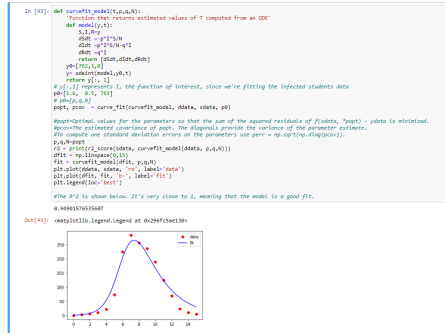 In [43]: def curvefit_model(t,p,q,N):
'Function that returns estimated values of T computed from an ODE'
def model(y,t):
S,I,R=y
dSdt =-p*I*S/N
dIdt =p*I*S/N-q*I
dRdt =q*I
return [dSdt,dIdt,dRdt]
y0=[762,1,0]
y= odeint(model,y0,t)
return y[:, 1]
# y[:,1] represents I, the function of interest, since we're fitting the infected students data
p0=[1.6, 0.5, 763]
# p0=[p,q,N]
popt, pcov = curve_fit(curvefit_model, ddata, sdata, p0)
#popt=Optimal values for the parameters so that the sum of the squared residuals of f(xdata, *popt) - ydata is minimized.
#pcov=The estimated covariance of popt. The diagonals provide the variance of the parameter estimate.
#To compute one standard deviation errors on the parameters use perr = np.sqrt(np.diag(pcov)).
p,q,N=popt
r2 = print(r2_score(sdata, curvefit_model(ddata, p,q,N)))
dfit = np.linspace(0,15)
fit = curvefit_model(dfit, p,q,N)
plt.plot(ddata, sdata, 'ro', label='data')
plt.plot(dfit, fit, 'b-', label='fit')
plt.legend(loc='best')
#The R^2 is shown below. It's very close to 1, meaning that the model is a good fit.
0.94901576535607
Out[43]: <matplotlib.legend.Legend at 0x296fc5ae130>
data
fit
250
200
150
100
50
0
0 2 4 6 8 10 12 14